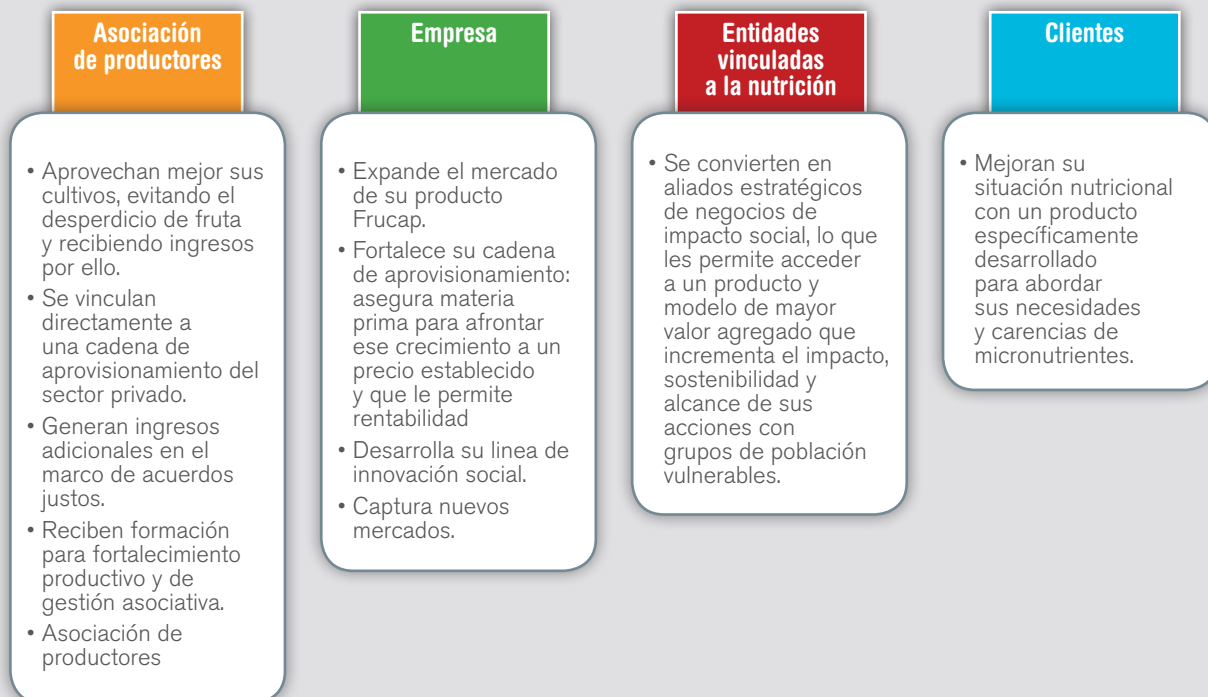 Asociación
de productores
• Aprovechan mejor sus
cultivos, evitando el
desperdicio de fruta
y recibiendo ingresos
por ello.
• Se vinculan
directamente a
una cadena de
aprovisionamiento del
sector privado.
• Generan ingresos
adicionales en el
marco de acuerdos
justos.
• Reciben formación
para fortalecimiento
productivo y de
gestión asociativa.
• Asociación de
productores
Empresa
• Expande el mercado
de su producto
Frucap.
• Fortalece su cadena
de aprovisionamiento:
asegura materia
prima para afrontar
ese crecimiento a un
precio establecido
y que le permite
rentabilidad
• Desarrolla su linea de
innovación social.
• Captura nuevos
mercados.
Entidades
vinculadas
a la nutrición
• Se convierten en
aliados estratégicos
de negocios de
impacto social, lo que
les permite acceder
a un producto y
modelo de mayor
valor agregado que
incrementa el impacto,
sostenibilidad y
alcance de sus
acciones con
grupos de población
vulnerables.
Clientes
• Mejoran su
situación nutricional
con un producto
específicamente
desarrollado
para abordar
sus necesidades
y carencias de
micronutrientes.